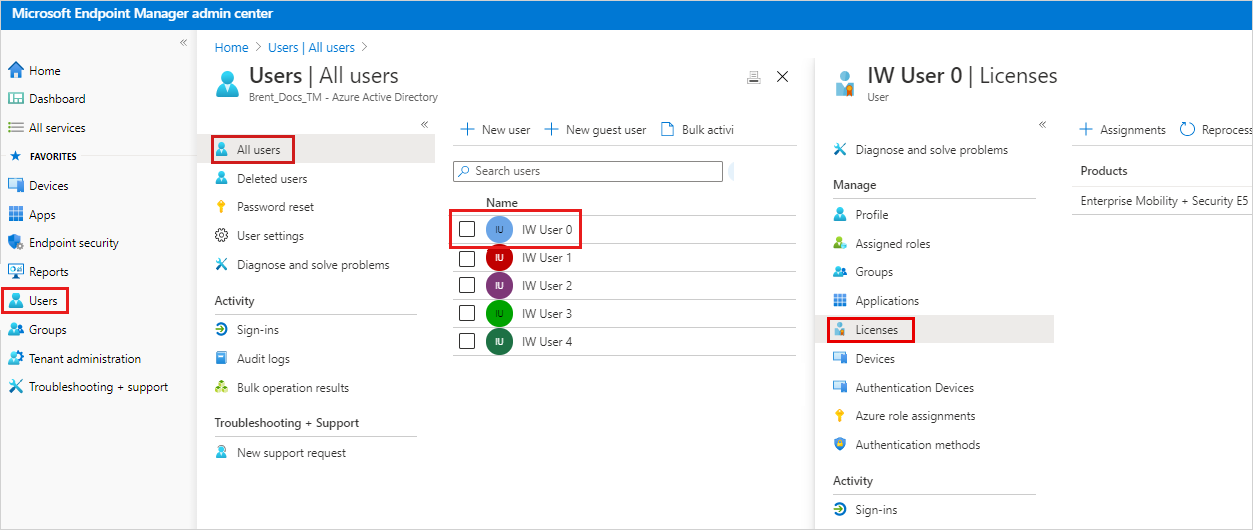 Microsoft Endpoint Manager admin center
«
Home
Dashboard
All services
FAVORITES
Devices
Apps
Endpoint security
Reports
Users
Groups
Tenant administration
Troubleshooting + support
Home > Users | All users >
Users | All users
Brent_Docs_TM - Azure Active Directory
«
All users
Deleted users
Password reset
User settings
Diagnose and solve problems
Activity
Sign-ins
Audit logs
Bulk operation results
Troubleshooting + Support
New support request
+ New user + New guest user Bulk activi
Search users
Name
IU IW User 0
IU IW User 1
IU IW User 2
IU IW User 3
IU IW User 4
IW User 0 | Licenses
User
«
Diagnose and solve problems
Manage
Profile
Assigned roles
Groups
Applications
Licenses
Devices
Authentication Devices
Azure role assignments
Authentication methods
Activity
Sign-ins
+ Assignments Reprocess
Products
Enterprise Mobility + Security E5